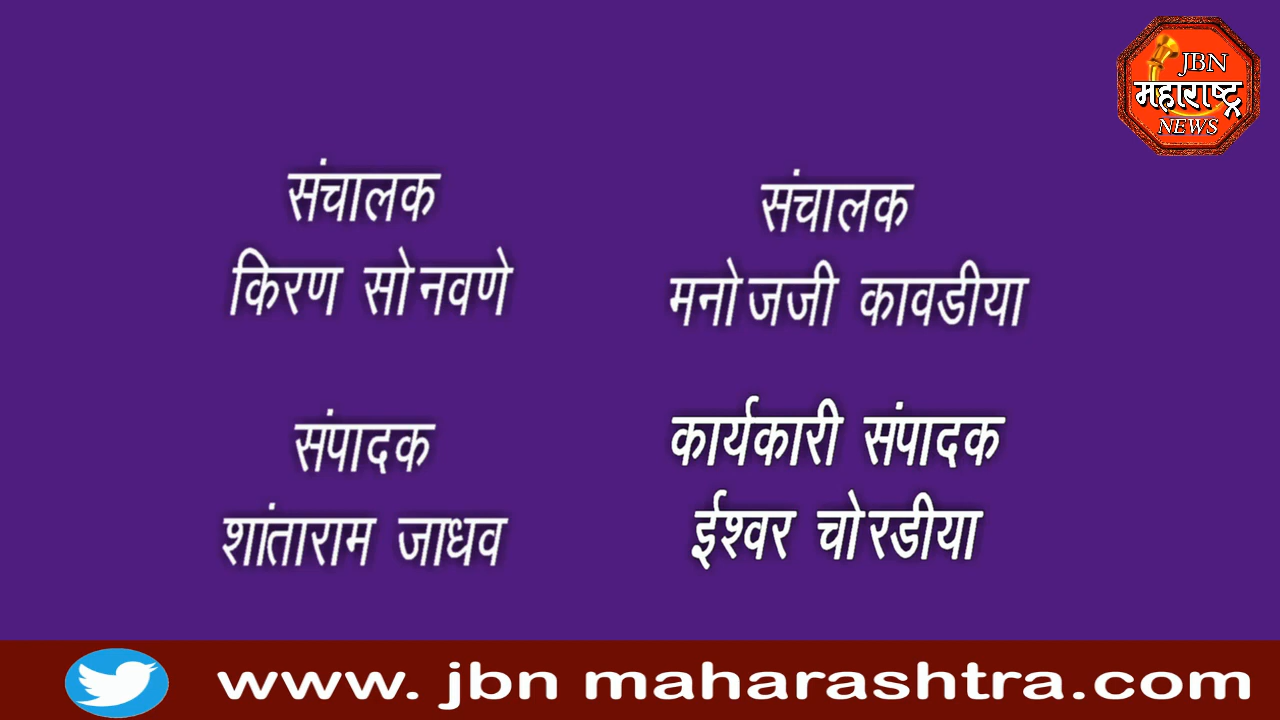 JBN
महाराष्ट्र
NEWS
संचालक
किरण सोनवणे
संचालक
मनोजजी कावडीया
संपादक
शांताराम जाधव
कार्यकारी संपादक
ईश्वर चोरडीया
www. jbn maharashtra.com